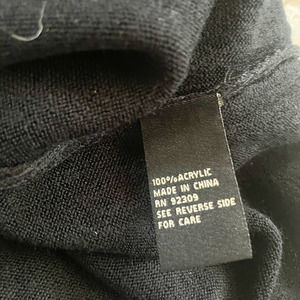 100%ACRYLIC
MADE IN CHINA
RN 92309
SEE REVERSE SIDE
FOR CARE